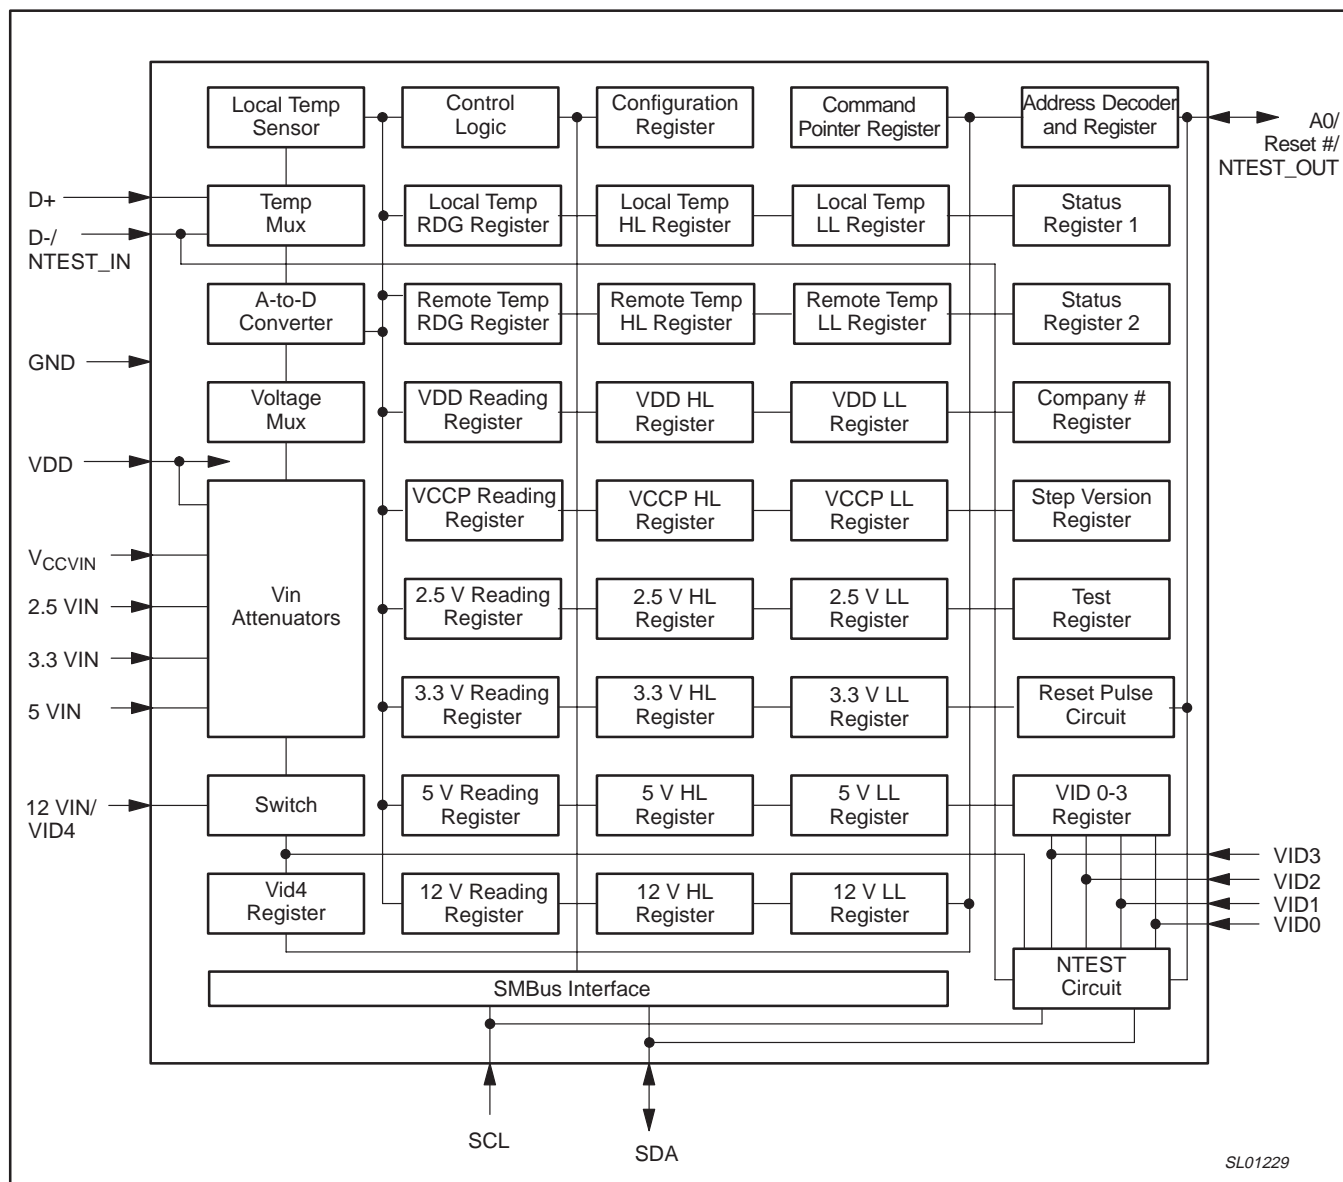 Local Temp
Sensor
Control
Logic
Configuration
Register
Command
Pointer Register
Address Decoder
and Register
A0/
Reset #/
NTEST_OUT
D+
D-/
NTEST_IN
Temp
Mux
Local Temp
RDG Register
Local Temp
HL Register
Local Temp
LL Register
Status
Register 1
A-to-D
Converter
Remote Temp
RDG Register
Remote Temp
HL Register
Remote Temp
LL Register
Status
Register 2
GND
Voltage
Mux
VDD Reading
Register
VDD HL
Register
VDD LL
Register
Company #
Register
VDD
VCCP Reading
Register
VCCP HL
Register
VCCP LL
Register
Step Version
Register
VCCVIN
2.5 VIN
3.3 VIN
5 VIN
Vin
Attenuators
2.5 V Reading
Register
2.5 V HL
Register
2.5 V LL
Register
Test
Register
3.3 V Reading
Register
3.3 V HL
Register
3.3 V LL
Register
Reset Pulse
Circuit
12 VIN/
VID4
Switch
5 V Reading
Register
5 V HL
Register
5 V LL
Register
VID 0-3
Register
VID3
VID2
VID1
VID0
Vid4
Register
12 V Reading
Register
12 V HL
Register
12 V LL
Register
SMBus Interface
NTEST
Circuit
SCL
SDA
SL01229